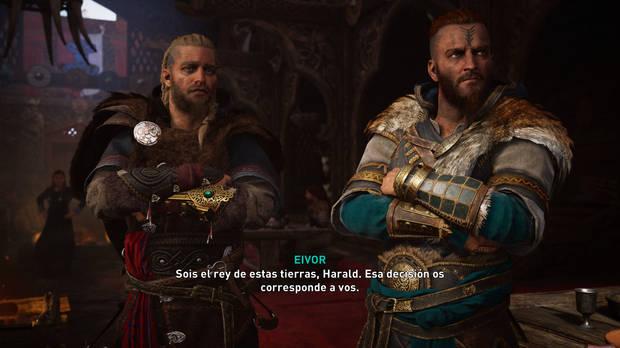 EIVOR
Sois el rey de estas tierras, Harald. Esa decisión os
corresponde a vos.